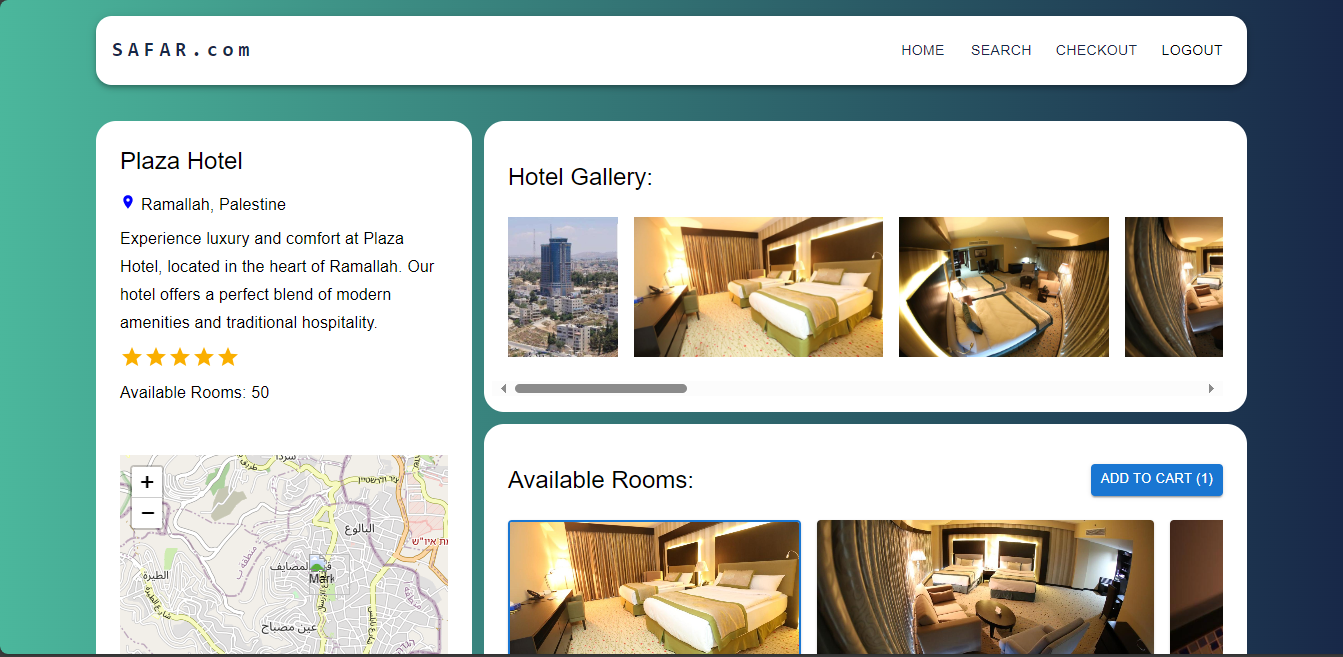 SAFAR.com
HOME
SEARCH
CHECKOUT
LOGOUT
Plaza Hotel
Ramallah, Palestine
Experience luxury and comfort at Plaza
Hotel, located in the heart of Ramallah. Our
hotel offers a perfect blend of modern
amenities and traditional hospitality.
Available Rooms: 50
+
−
سردا
البالوع
المصايف
الطيرة
عين مصباح
Mark
Hotel Gallery:
Available Rooms:
ADD TO CART (1)